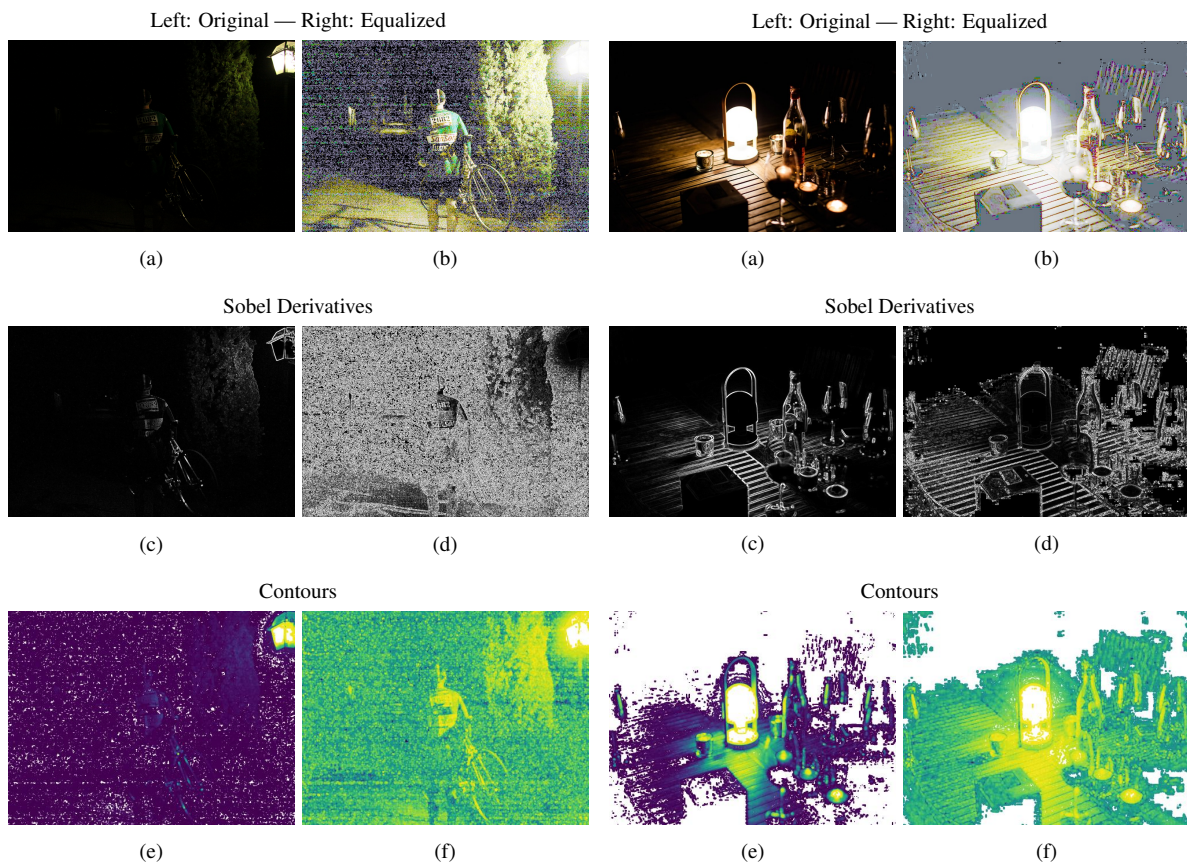 Left: Original — Right: Equalized
(a)
(b)
Sobel Derivatives
(c)
(d)
Contours
(e)
(f)
Left: Original — Right: Equalized
(a)
(b)
Sobel Derivatives
(c)
(d)
Contours
(e)
(f)